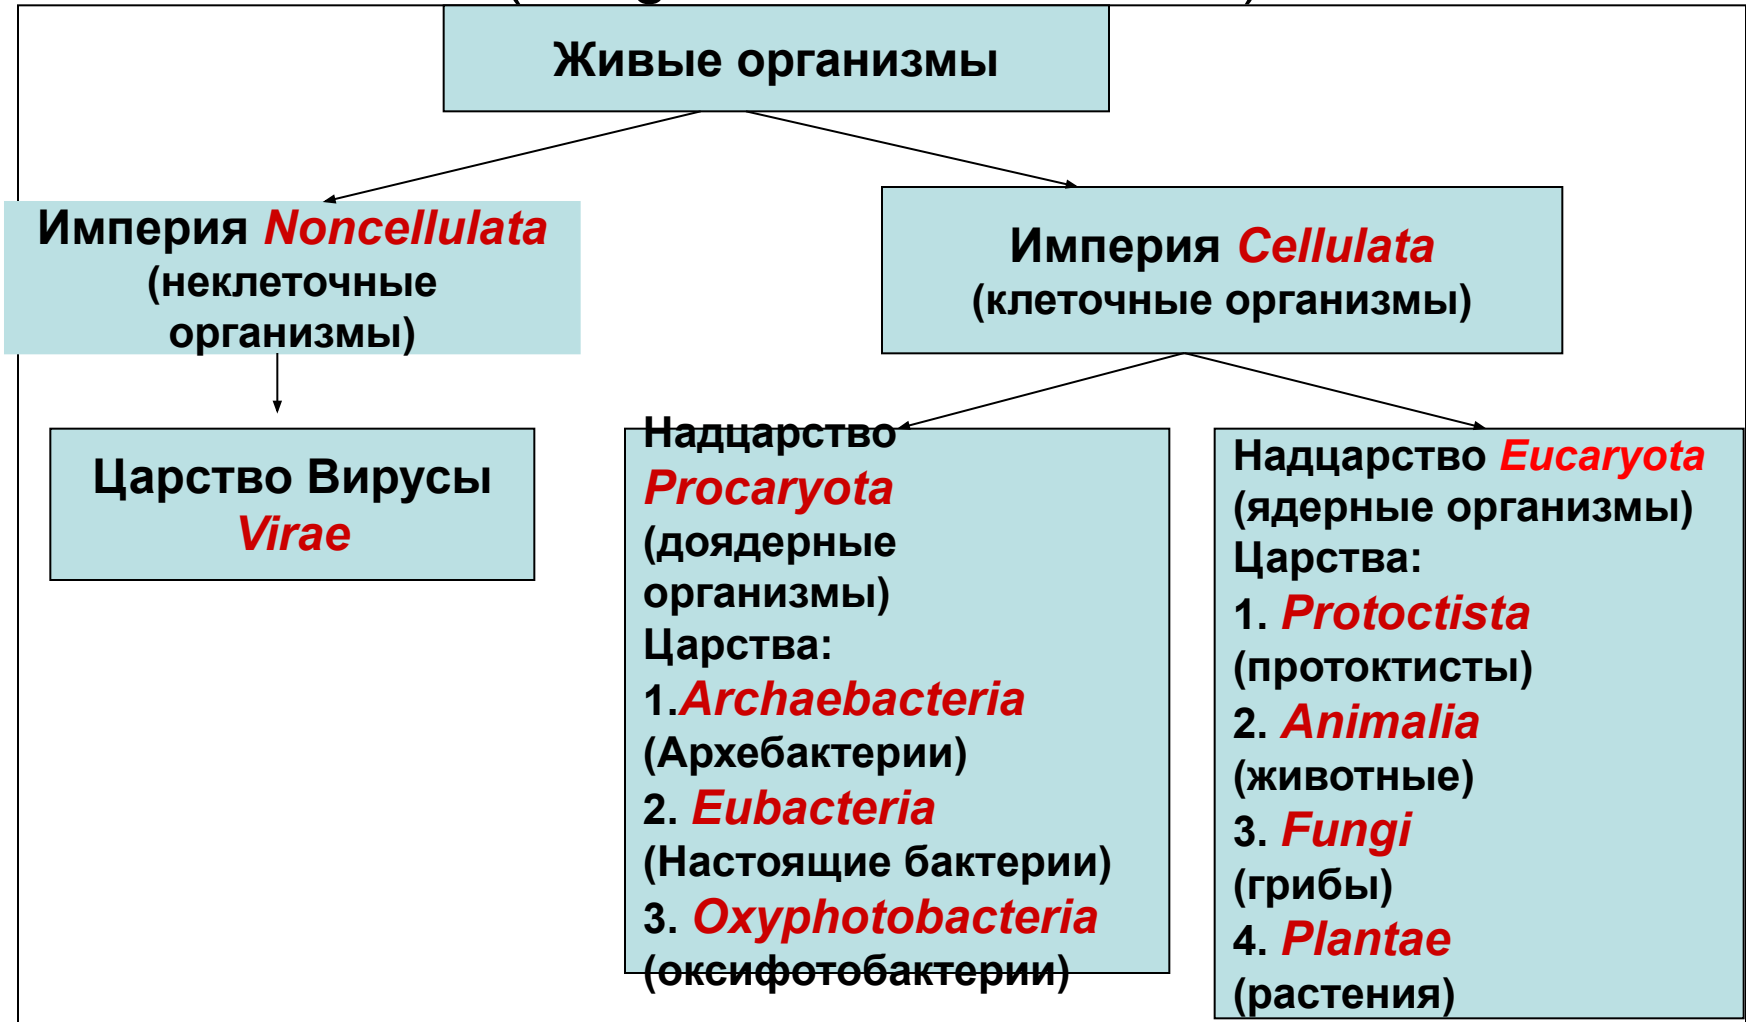 Живые организмы
Империя Noncellulata
(неклеточные
организмы)
Империя Cellulata
(клеточные организмы)
Царство Вирусы
Virae
Надцарство
Procaryota
(доядерные
организмы)
Царства:
1.Archaebacteria
(Архебактерии)
2. Eubacteria
(Настоящие бактерии)
3. Oxyphotobacteria
(оксифотобактерии)
Надцарство Eucaryota
(ядерные организмы)
Царства:
1. Protoctista
(протоктисты)
2. Animalia
(животные)
3. Fungi
(грибы)
4. Plantae
(растения)